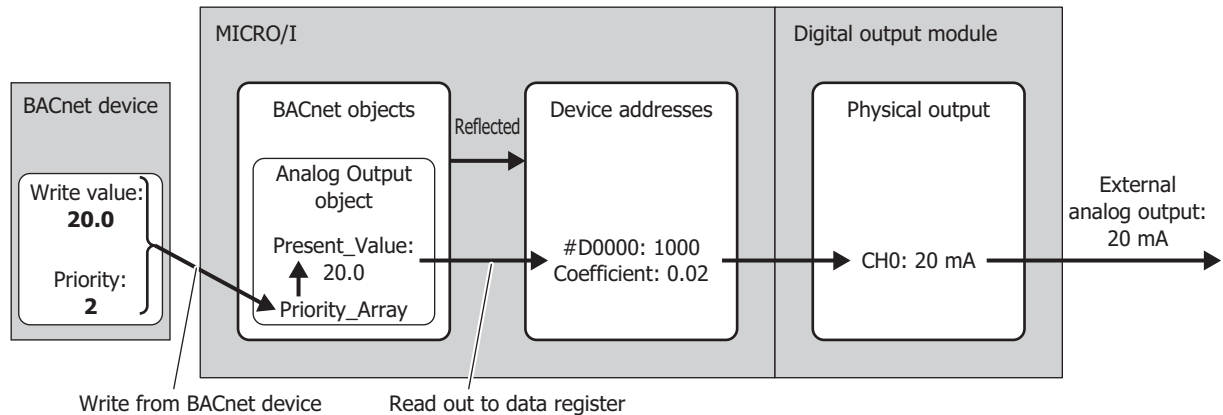 MICRO/I
Digital output module
BACnet device
Write value:
20.0
Priority:
2
BACnet objects
Analog Output
object
Present_Value:
20.0
Priority_Array
Reflected
Device addresses
#D0000: 1000
Coefficient: 0.02
Physical output
CH0: 20 mA
External
analog output:
20 mA
Write from BACnet device
Read out to data register